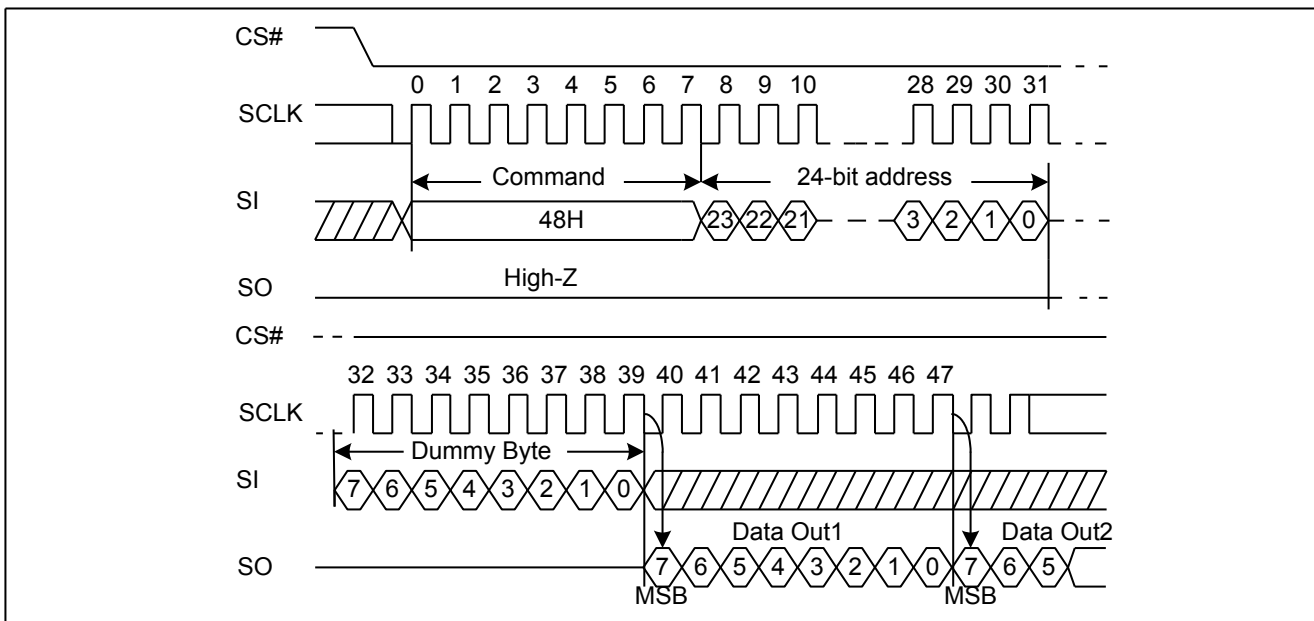 CS#
0 1 2 3 4 5 6 7 8 9 10 28 29 30 31
SCLK
Command 24-bit address
SI
48H 23 22 21 3 2 1 0
High-Z
SO
CS#
32 33 34 35 36 37 38 39 40 41 42 43 44 45 46 47
SCLK
Dummy Byte
SI
7 6 5 4 3 2 1 0
Data Out1 Data Out2
SO
7 6 5 4 3 2 1 0 7 6 5
MSB MSB